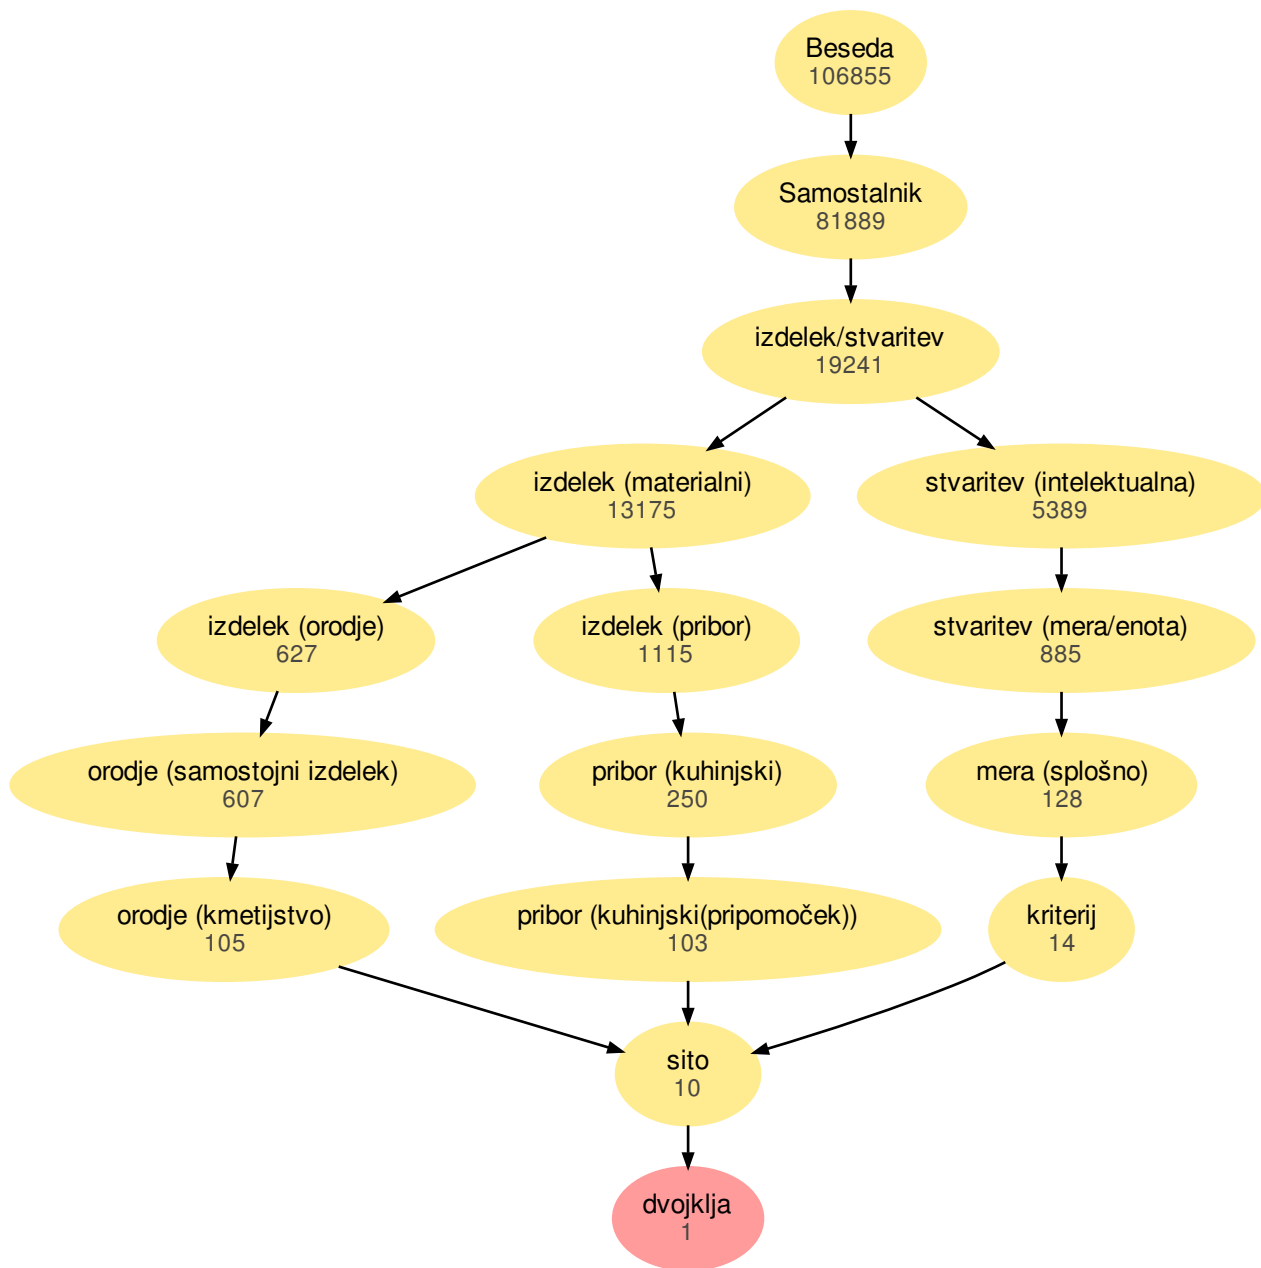 Beseda
106855
Samostalnik
81889
izdelek/stvaritev
19241
izdelek (materialni)
13175
stvaritev (intelektualna)
5389
izdelek (orodje)
627
izdelek (pribor)
1115
stvaritev (mera/enota)
885
orodje (samostojni izdelek)
607
pribor (kuhinjski)
250
mera (splošno)
128
orodje (kmetijstvo)
105
pribor (kuhinjski(pripomoček))
103
kriterij
14
sito
10
dvojklja
1